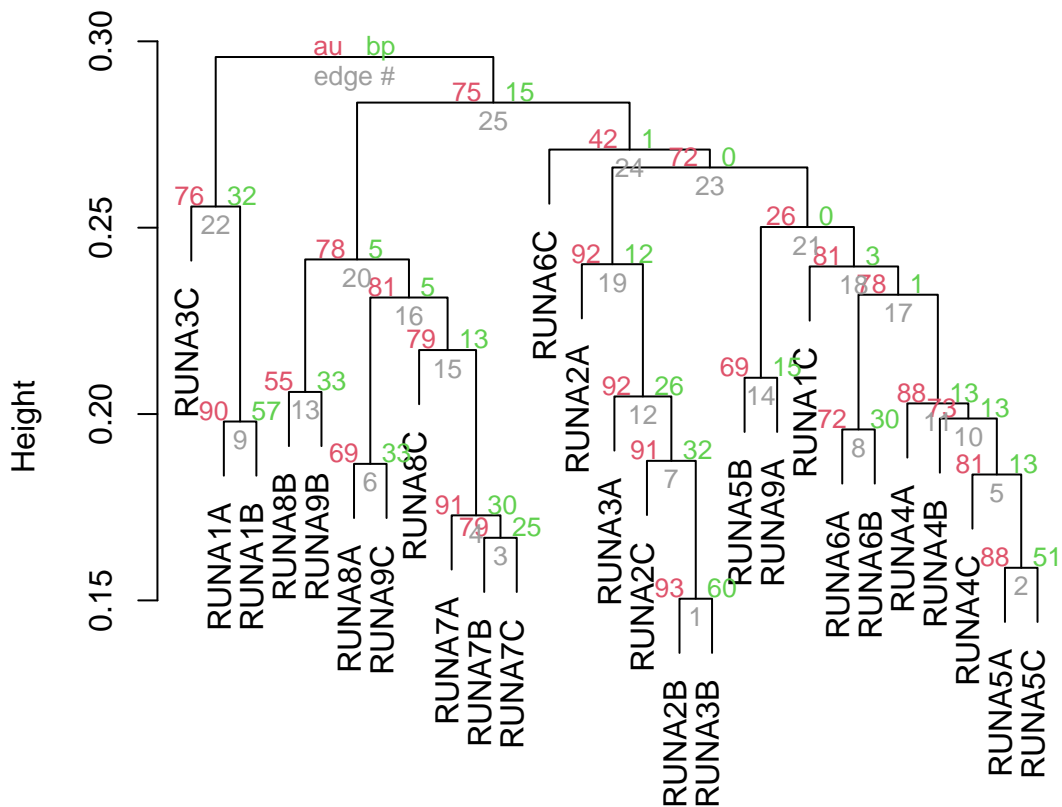 Height
0.30
0.25
0.20
0.15
au bp
edge #
75 15
25
42 1
24
72 0
23
76 32
22
26 0
21
78 5
20
92 12
19
81 3
18
78 1
17
81 5
16
79 13
15
69 15
14
55 33
13
92 26
12
88 13
11
73 13
10
90 57
9
72 30
8
91 32
7
69 33
6
81 13
5
91 30
4
79 25
3
88 51
2
93 60
1
RUNA3C
RUNA1A
RUNA1B
RUNA8B
RUNA9B
RUNA8A
RUNA9C
RUNA8C
RUNA7A
RUNA7B
RUNA7C
RUNA6C
RUNA2A
RUNA3A
RUNA2C
RUNA2B
RUNA3B
RUNA5B
RUNA9A
RUNA1C
RUNA6A
RUNA6B
RUNA4A
RUNA4B
RUNA4C
RUNA5A
RUNA5C